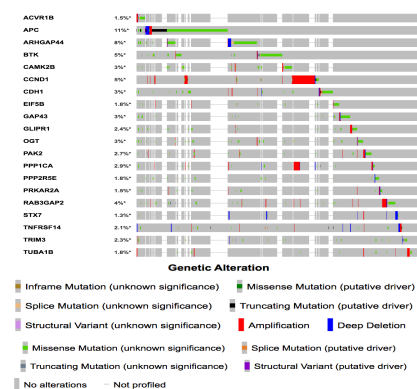 ACVR1B 1.5%*
APC 11%*
ARHGAP44 8%*
BTK 5%*
CAMK2B 3%*
CCND1 8%*
CDH1 3%*
EIF5B 1.8%*
GAP43 3%*
GLIPR1 2.4%*
OGT 3%*
PAK2 2.7%*
PPP1CA 2.9%*
PPP2R5E 1.8%*
PRKAR2A 1.5%*
RAB3GAP2 4%*
STX7 1.3%*
TNFRSF14 2.1%*
TRIM3 2.3%*
TUBA1B 1.8%*
Genetic Alteration
Inframe Mutation (unknown significance) Missense Mutation (putative driver)
Splice Mutation (unknown significance) Truncating Mutation (putative driver)
Structural Variant (unknown significance) Amplification Deep Deletion
Missense Mutation (unknown significance) Splice Mutation (putative driver)
Truncating Mutation (unknown significance) Structural Variant (putative driver)
No alterations Not profiled